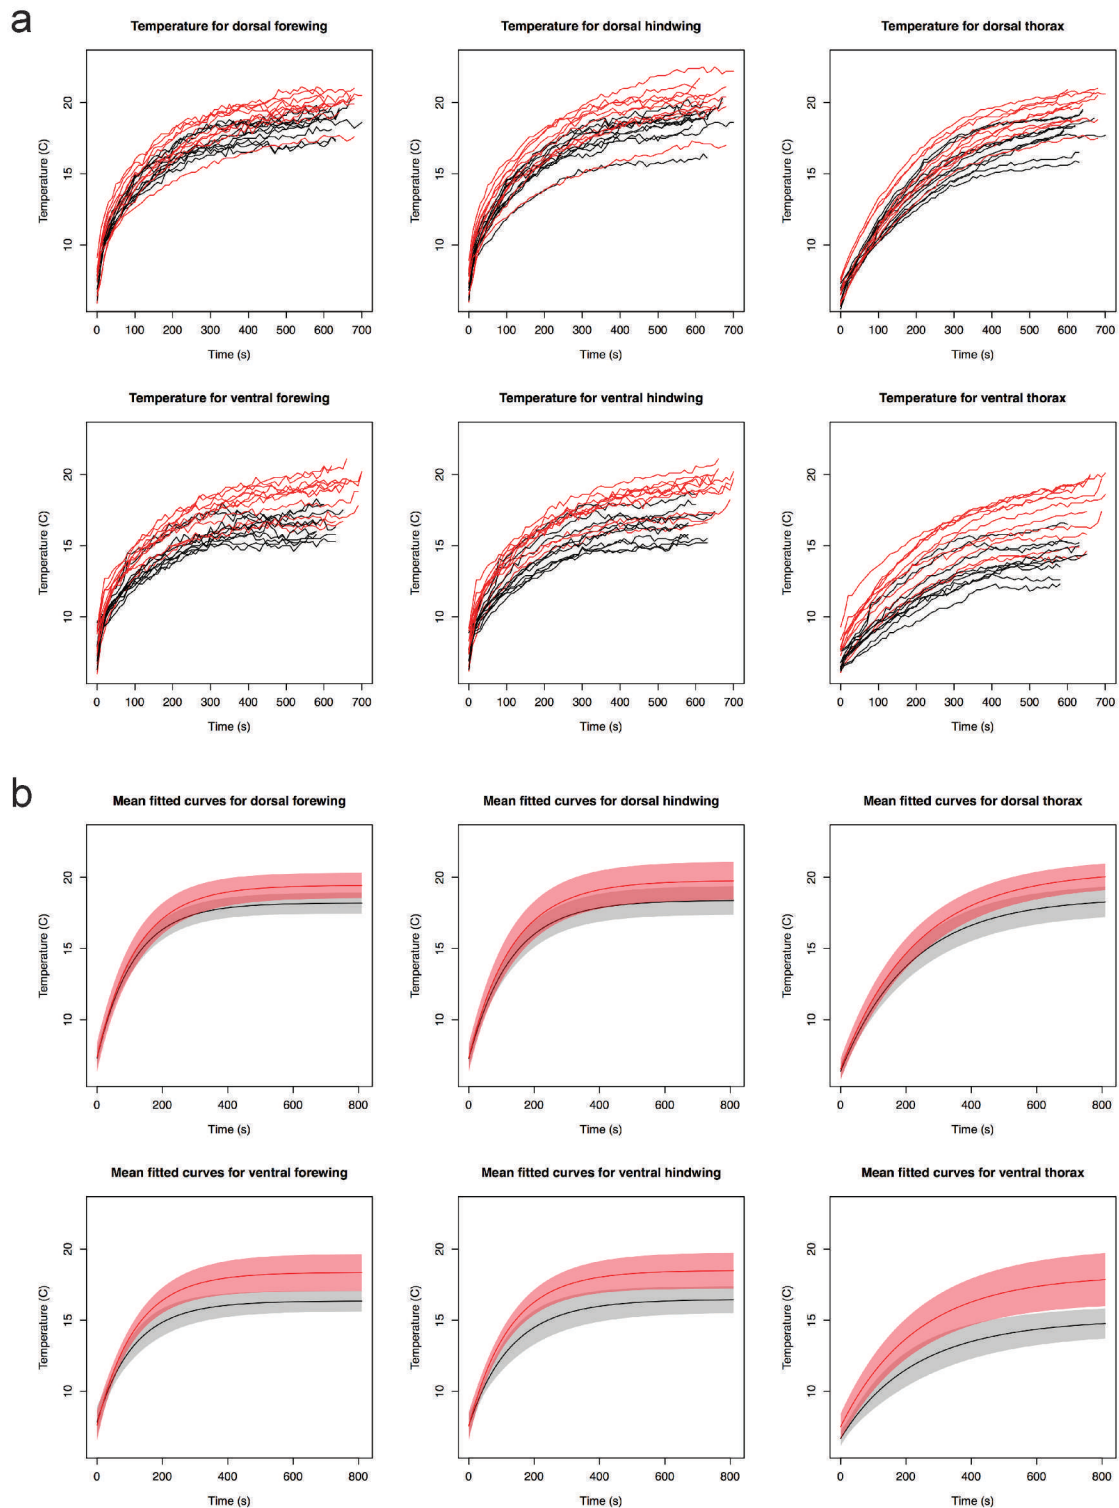 a
Temperature for dorsal forewing
Temperature (C)
20
15
10
0 100 200 300 400 500 600 700
Time (s)
Temperature for dorsal hindwing
Temperature (C)
20
15
10
0 100 200 300 400 500 600 700
Time (s)
Temperature for dorsal thorax
Temperature (C)
20
15
10
0 100 200 300 400 500 600 700
Time (s)
Temperature for ventral forewing
Temperature (C)
20
15
10
0 100 200 300 400 500 600 700
Time (s)
Temperature for ventral hindwing
Temperature (C)
20
15
10
0 100 200 300 400 500 600 700
Time (s)
Temperature for ventral thorax
Temperature (C)
20
15
10
0 100 200 300 400 500 600 700
Time (s)
b
Mean fitted curves for dorsal forewing
Temperature (C)
20
15
10
0 200 400 600 800
Time (s)
Mean fitted curves for dorsal hindwing
Temperature (C)
20
15
10
0 200 400 600 800
Time (s)
Mean fitted curves for dorsal thorax
Temperature (C)
20
15
10
0 200 400 600 800
Time (s)
Mean fitted curves for ventral forewing
Temperature (C)
20
15
10
0 200 400 600 800
Time (s)
Mean fitted curves for ventral hindwing
Temperature (C)
20
15
10
0 200 400 600 800
Time (s)
Mean fitted curves for ventral thorax
Temperature (C)
20
15
10
0 200 400 600 800
Time (s)